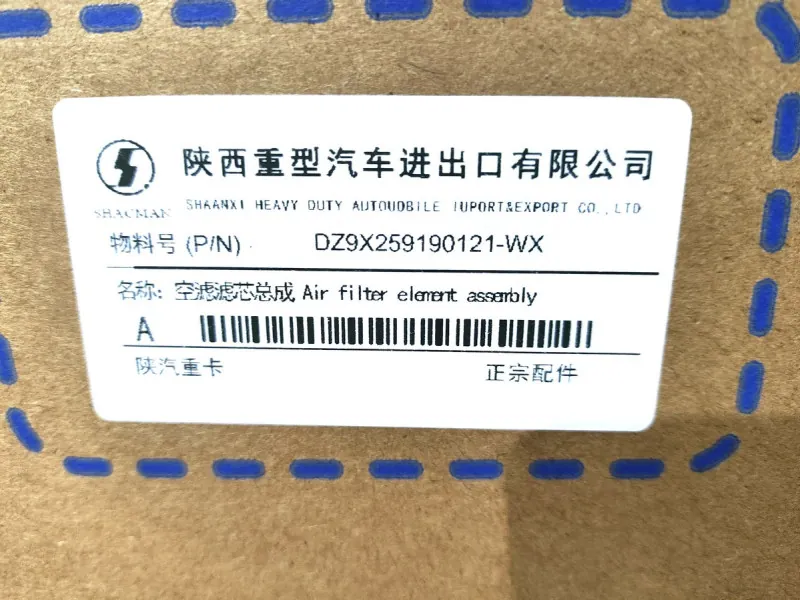 陕西重型汽车进出口有限公司
SHACMAN
SHAANXI HEAVY DUTY AUTOUOBILE IUPORT&EXPORT CO.,LTD
物料号 (P/N) DZ9X259190121-WX
名称: 空滤滤芯总成, Air filter element assembly
A
陕汽重卡 正宗配件